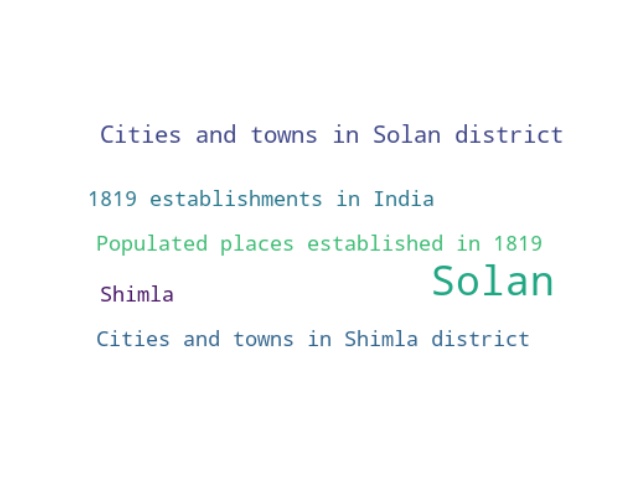 Cities and towns in Solan district
1819 establishments in India
Populated places established in 1819
Solan
Shimla
Cities and towns in Shimla district